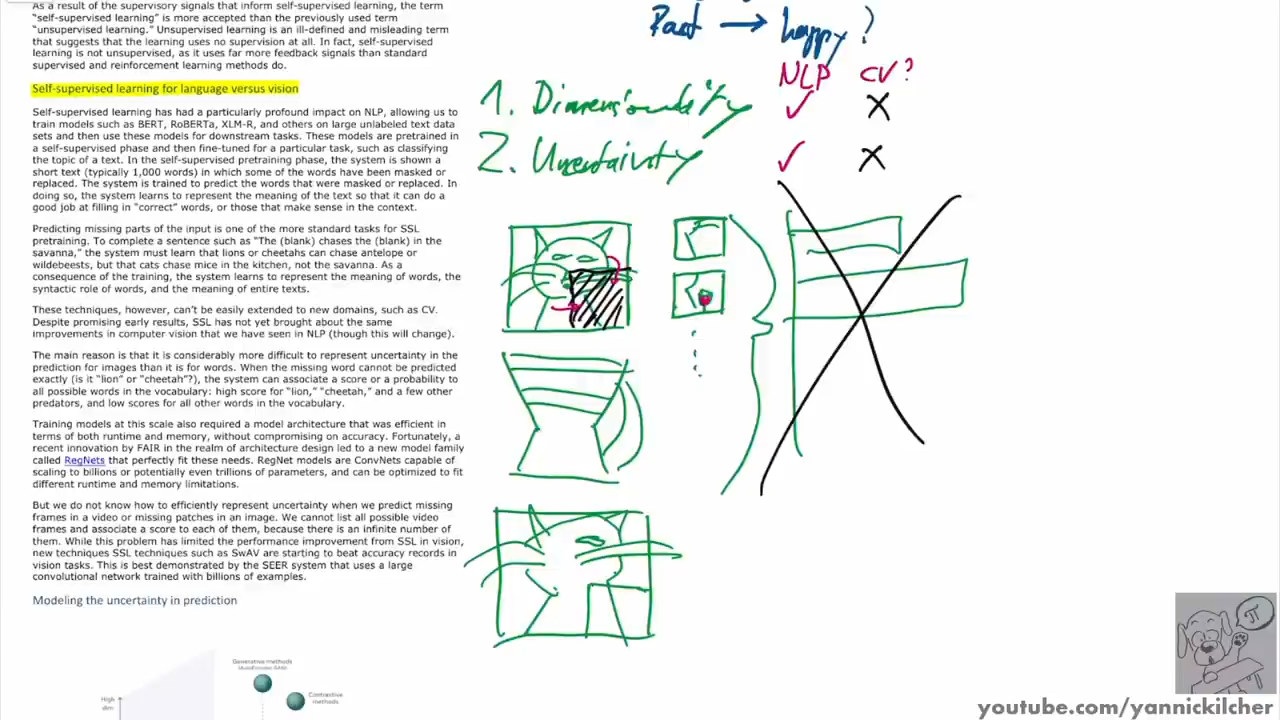 As a result of the supervisory signals that inform self-supervised learning, the term
“self-supervised learning” is more accepted than the previously used term
“unsupervised learning.” Unsupervised learning is an ill-defined and misleading term
that suggests that the learning uses no supervision at all. In fact, self-supervised
learning is not unsupervised, as it uses far more feedback signals than standard
supervised and reinforcement learning methods do.
Self-supervised learning for language versus vision
Self-supervised learning has had a particularly profound impact on NLP, allowing us to
train models such as BERT, RoBERTa, XLM-R, and others on large unlabeled text data
sets and then use these models for downstream tasks. These models are pretrained in
a self-supervised phase and then fine-tuned for a particular task, such as classifying
the topic of a text. In the self-supervised pretraining phase, the system is shown a
short text (typically 1,000 words) in which some of the words have been masked or
replaced. The system is trained to predict the words that were masked or replaced. In
doing so, the system learns to represent the meaning of the text so that it can do a
good job at filling in “correct” words, or those that make sense in the context.
Predicting missing parts of the input is one of the more standard tasks for SSL
pretraining. To complete a sentence such as “The (blank) chases the (blank) in the
savanna,” the system must learn that lions or cheetahs can chase antelope or
wildebeests, but that cats chase mice in the kitchen, not the savanna. As a
consequence of the training, the system learns to represent the meaning of words, the
syntactic role of words, and the meaning of entire texts.
These techniques, however, can’t be easily extended to new domains, such as CV.
Despite promising early results, SSL has not yet brought about the same
improvements in computer vision that we have seen in NLP (though this will change).
The main reason is that it is considerably more difficult to represent uncertainty in the
prediction for images than it is for words. When the missing word cannot be predicted
exactly (is it “lion” or “cheetah”?), the system can associate a score or a probability to
all possible words in the vocabulary: high score for “lion,” “cheetah,” and a few other
predators, and low scores for all other words in the vocabulary.
Training models at this scale also required a model architecture that was efficient in
terms of both runtime and memory, without compromising on accuracy. Fortunately, a
recent innovation by FAIR in the realm of architecture design led to a new model family
called RegNets that perfectly fit these needs. RegNet models are ConvNets capable of
scaling to billions or potentially even trillions of parameters, and can be optimized to fit
different runtime and memory limitations.
But we do not know how to efficiently represent uncertainty when we predict missing
frames in a video or missing patches in an image. We cannot list all possible video
frames and associate a score to each of them, because there is an infinite number of
them. While this problem has limited the performance improvement from SSL in vision,
new techniques SSL techniques such as SwAV are starting to beat accuracy records in
vision tasks. This is best demonstrated by the SEER system that uses a large
convolutional network trained with billions of examples.
Modeling the uncertainty in prediction
High
dim
Generative methods
Contrastive
methods
→ happy ?
NLP CV?
1. Dimensionality ✓ X
2. Uncertainty ✓ X
π
youtube.com/yannickilcher